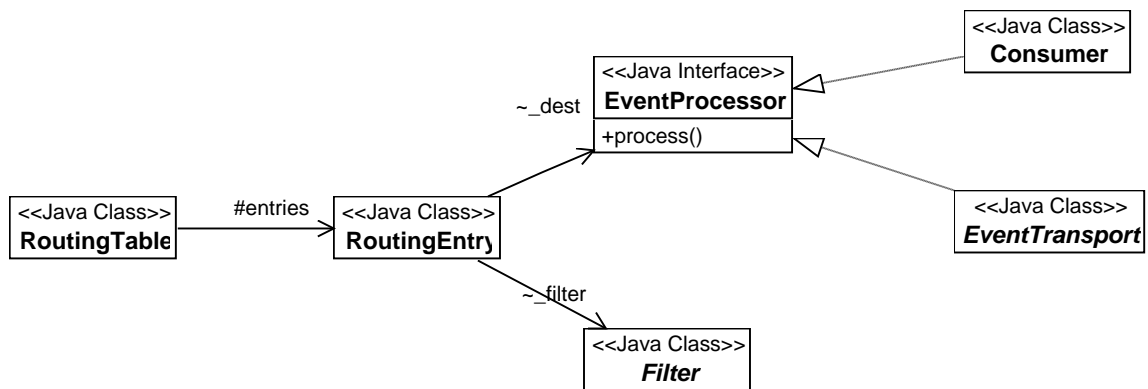 <<Java Class>>
Consumer
<<Java Interface>>
EventProcessor
~_dest
+process()
<<Java Class>>
RoutingTable
#entries
<<Java Class>>
RoutingEntry
<<Java Class>>
EventTransport
~_filter
<<Java Class>>
Filter